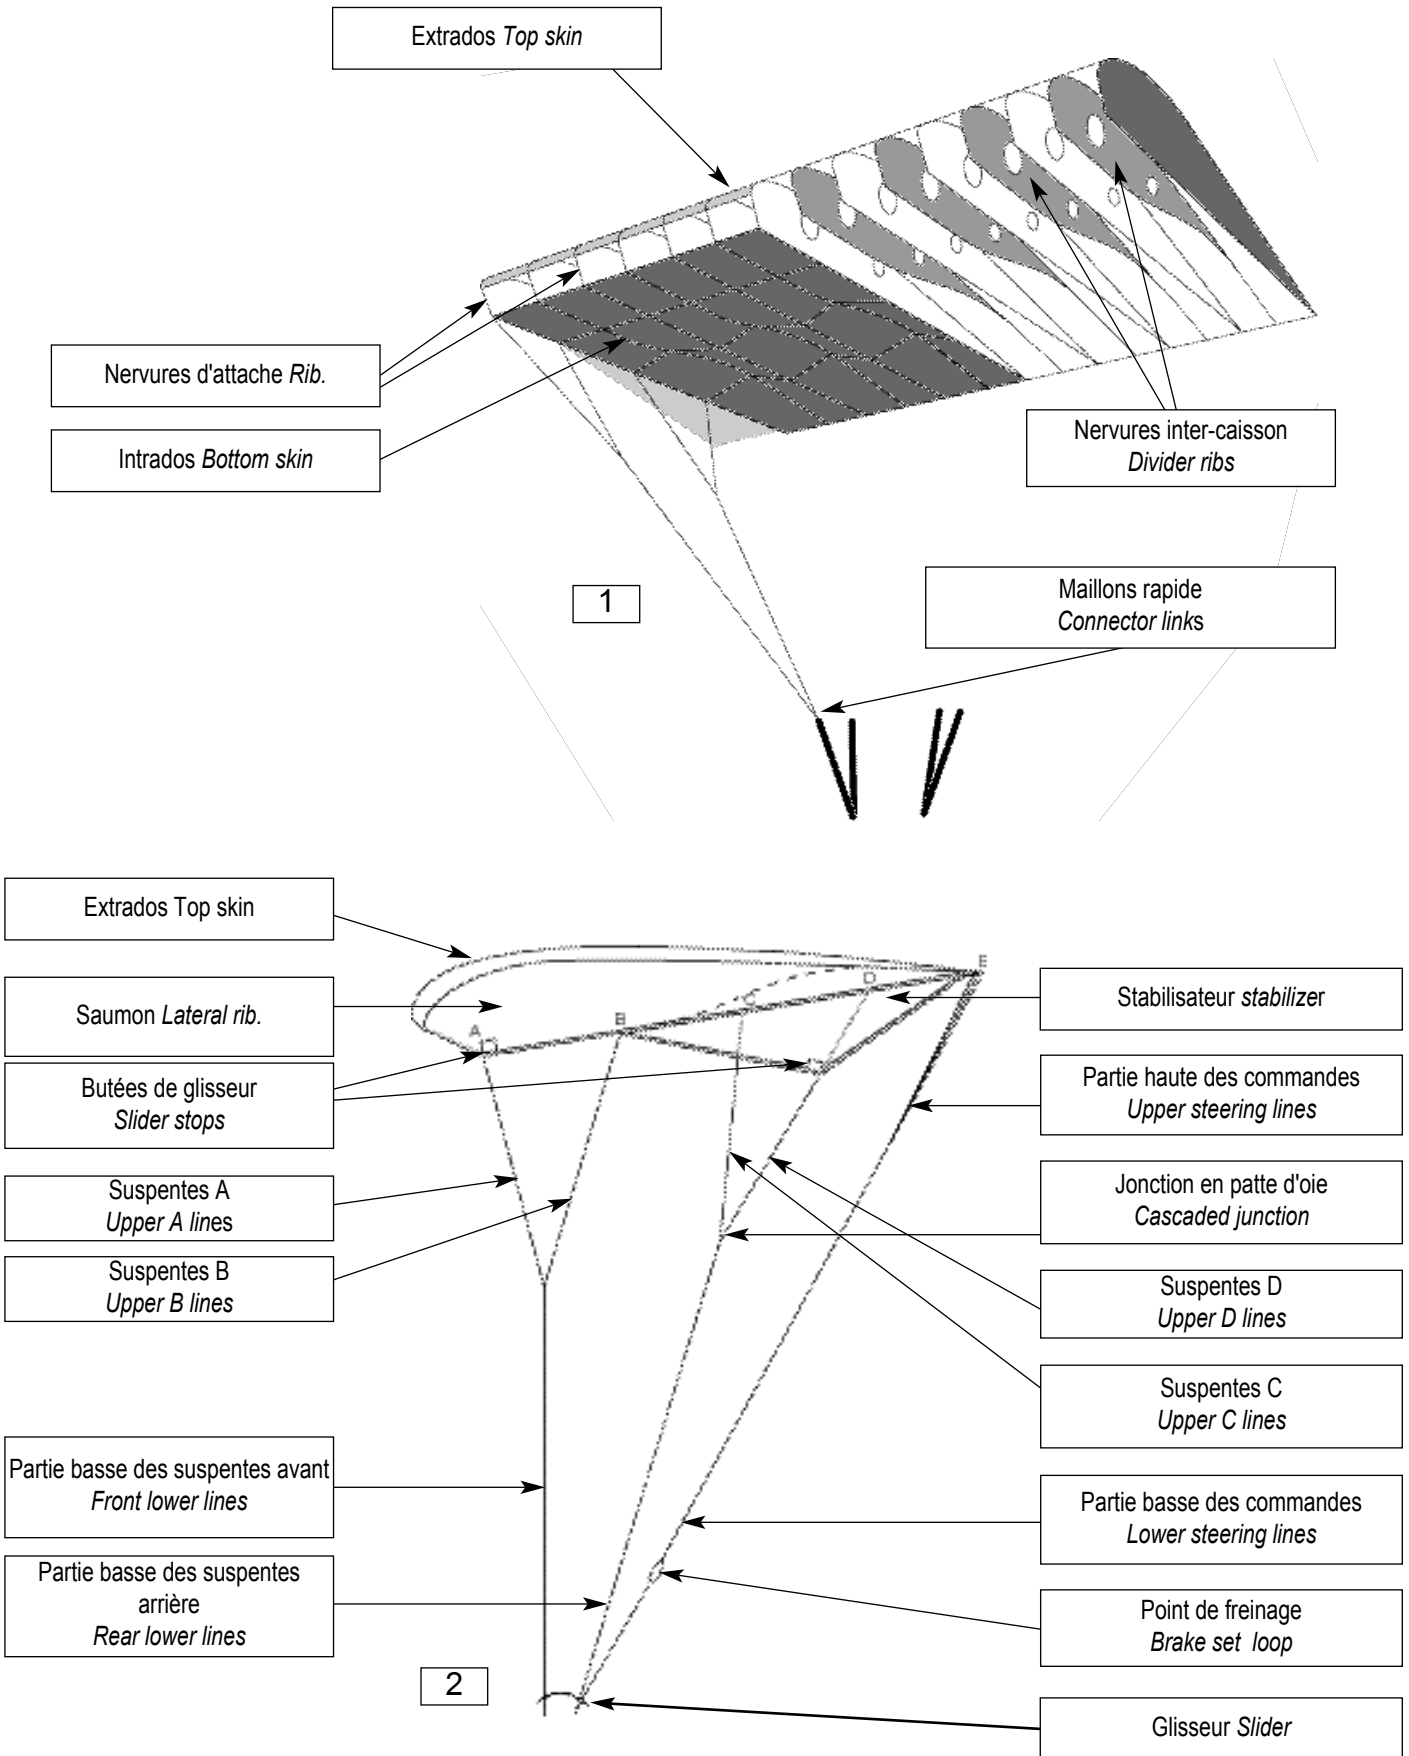 Extrados Top skin
Nervures d'attache Rib.
Intrados Bottom skin
Nervures inter-caisson
Divider ribs
1
Maillons rapide
Connector links
Extrados Top skin
Saumon Lateral rib.
Butées de glisseur
Slider stops
Suspentes A
Upper A lines
Suspentes B
Upper B lines
Partie basse des suspentes avant
Front lower lines
Partie basse des suspentes
arrière
Rear lower lines
2
A
B
C
D
E
Stabilisateur stabilizer
Partie haute des commandes
Upper steering lines
Jonction en patte d'oie
Cascaded junction
Suspentes D
Upper D lines
Suspentes C
Upper C lines
Partie basse des commandes
Lower steering lines
Point de freinage
Brake set loop
Glisseur Slider